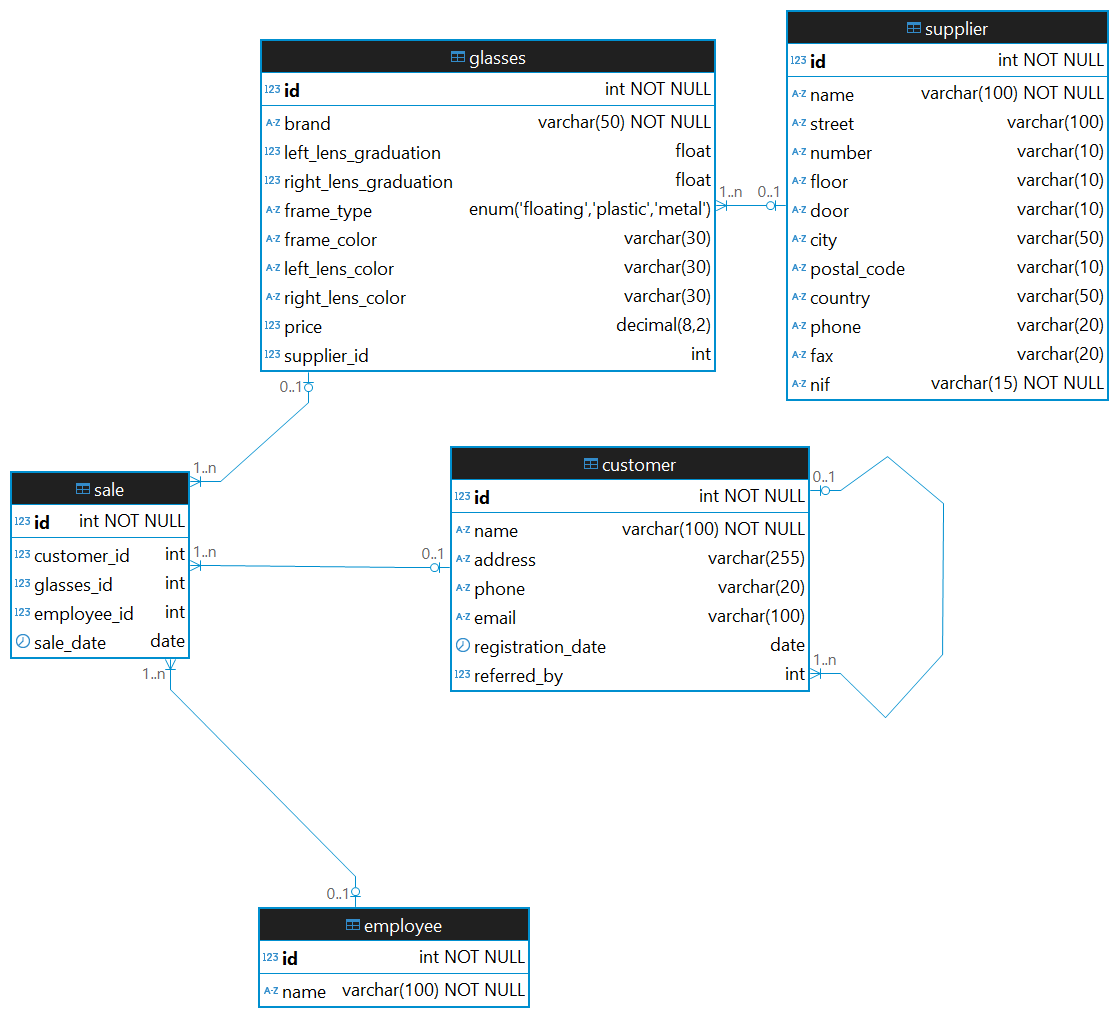 glasses
123 id int NOT NULL
A-Z brand varchar(50) NOT NULL
123 left_lens_graduation float
123 right_lens_graduation float
A-Z frame_type enum('floating','plastic','metal')
A-Z frame_color varchar(30)
A-Z left_lens_color varchar(30)
A-Z right_lens_color varchar(30)
123 price decimal(8,2)
123 supplier_id int
1..n 0..1
supplier
123 id int NOT NULL
A-Z name varchar(100) NOT NULL
A-Z street varchar(100)
A-Z number varchar(10)
A-Z floor varchar(10)
A-Z door varchar(10)
A-Z city varchar(50)
A-Z postal_code varchar(10)
A-Z country varchar(50)
A-Z phone varchar(20)
A-Z fax varchar(20)
A-Z nif varchar(15) NOT NULL
0..1
1..n
sale
123 id int NOT NULL
123 customer_id int
123 glasses_id int
123 employee_id int
sale_date date
1..n 0..1
1..n
customer
123 id int NOT NULL
A-Z name varchar(100) NOT NULL
A-Z address varchar(255)
A-Z phone varchar(20)
A-Z email varchar(100)
registration_date date
123 referred_by int
0..1
1..n
0..1
employee
123 id int NOT NULL
A-Z name varchar(100) NOT NULL